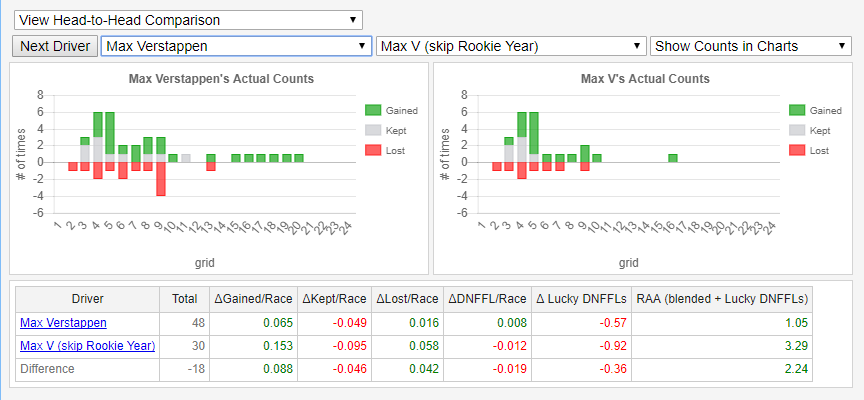 View Head-to-Head Comparison
Next Driver Max Verstappen Max V (skip Rookie Year) Show Counts in Charts
Max Verstappen's Actual Counts
8
6
4
2
0
-2
-4
-6
# of times
1 2 3 4 5 6 7 8 9 10 11 12 13 14 15 16 17 18 19 20 21 22 23 24
grid
Gained
Kept
Lost
Max V's Actual Counts
8
6
4
2
0
-2
-4
-6
# of times
1 2 3 4 5 6 7 8 9 10 11 12 13 14 15 16 17 18 19 20 21 22 23 24
grid
Gained
Kept
Lost
Driver Total ΔGained/Race ΔKept/Race ΔLost/Race ΔDNFFL/Race Δ Lucky DNFFLs RAA (blended + Lucky DNFFLs)
Max Verstappen 48 0.065 -0.049 0.016 0.008 -0.57 1.05
Max V (skip Rookie Year) 30 0.153 -0.095 0.058 -0.012 -0.92 3.29
Difference -18 0.088 -0.046 0.042 -0.019 -0.36 2.24